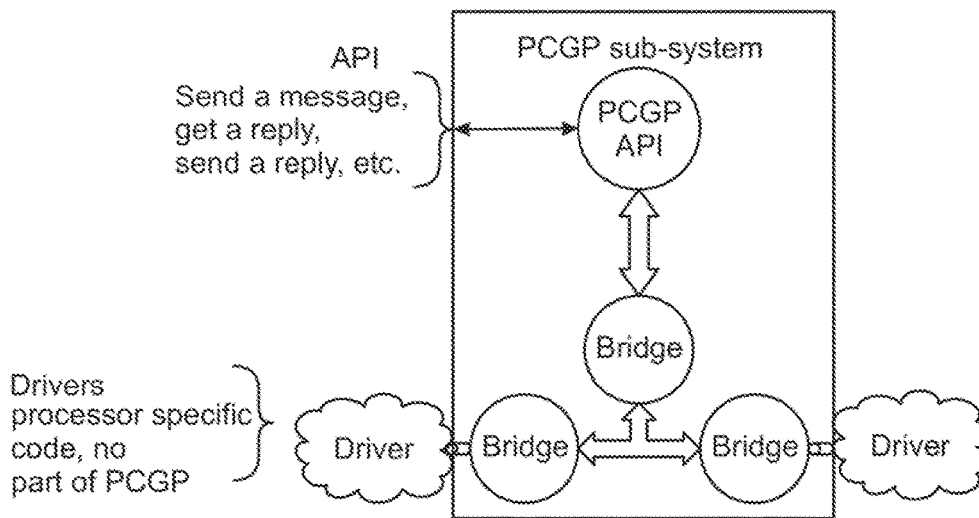 PCGP sub-system
API
Send a message,
get a reply,
send a reply, etc.
PCGP
API
Bridge
Drivers
processor specific
code, no
part of PCGP
Driver
Bridge
Bridge
Driver